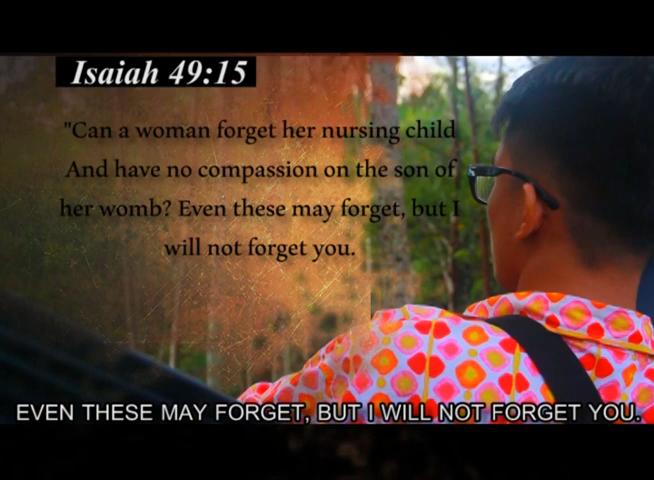 Isaiah 49:15
"Can a woman forget her nursing child
And have no compassion on the son of
her womb? Even these may forget, but I
will not forget you.
EVEN THESE MAY FORGET, BUT I WILL NOT FORGET YOU.